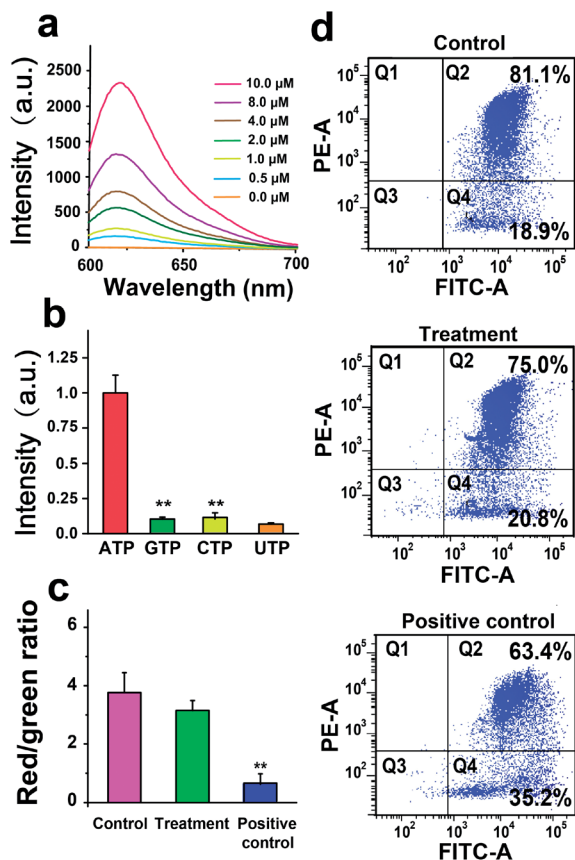 a
Intensity (a.u.)
2500
2000
1500
1000
500
0
600
650
700
Wavelength (nm)
10.0 μM
8.0 μM
4.0 μM
2.0 μM
1.0 μM
0.5 μM
0.0 μM
b
Intensity (a.u.)
1.25
1.0
0.75
0.5
0.25
0.0
** **
ATP GTP CTP UTP
c
Red/green ratio
6
4
2
0
**
Control Treatment Positive
control
d
Control
Q1 Q2 81.1%
Q3 Q4
18.9%
PE-A
10⁵
10⁴
10³
10²
10² 10³ 10⁴ 10⁵
FITC-A
Treatment
Q1 Q2 75.0%
Q3 Q4
20.8%
PE-A
10⁵
10⁴
10³
10²
10² 10³ 10⁴ 10⁵
FITC-A
Positive control
Q1 Q2 63.4%
Q3 Q4
35.2%
PE-A
10⁵
10⁴
10³
10²
10² 10³ 10⁴ 10⁵
FITC-A